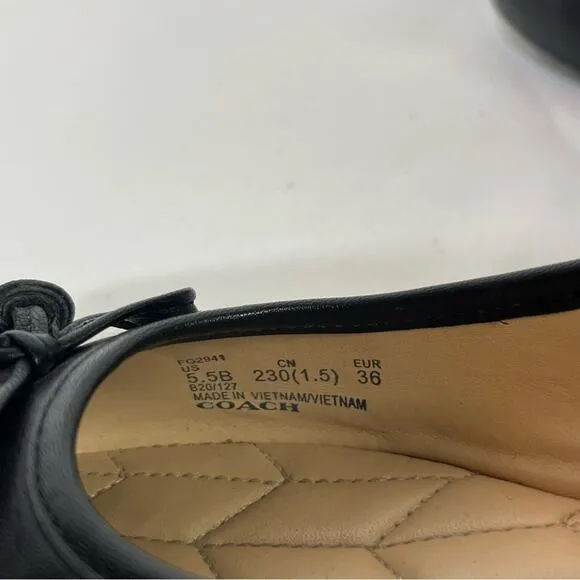 FG2941
US CN EUR
5.5B 230(1.5) 36
B20/127
MADE IN VIETNAM/VIETNAM
COACH